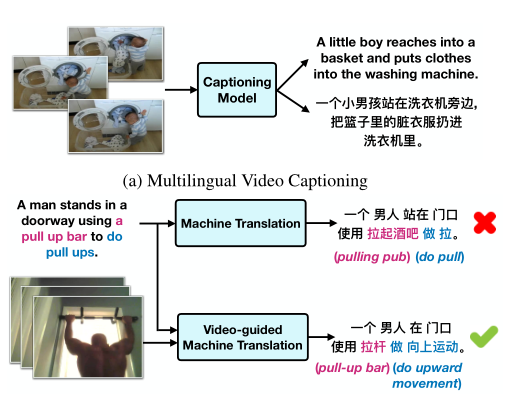 A little boy reaches into a
basket and puts clothes
into the washing machine.
Captioning
Model
一个小男孩站在洗衣机旁边,
把篮子里的脏衣服扔进
洗衣机里。
(a) Multilingual Video Captioning
A man stands in a
doorway using a
pull up bar to do
pull ups.
Machine Translation
一个 男人 站在 门口
使用 拉起酒吧 做 拉。
(pulling pub) (do pull)
Video-guided
Machine Translation
一个 男人 在 门口
使用 拉杆 做 向上运动。
(pull-up bar) (do upward
movement)